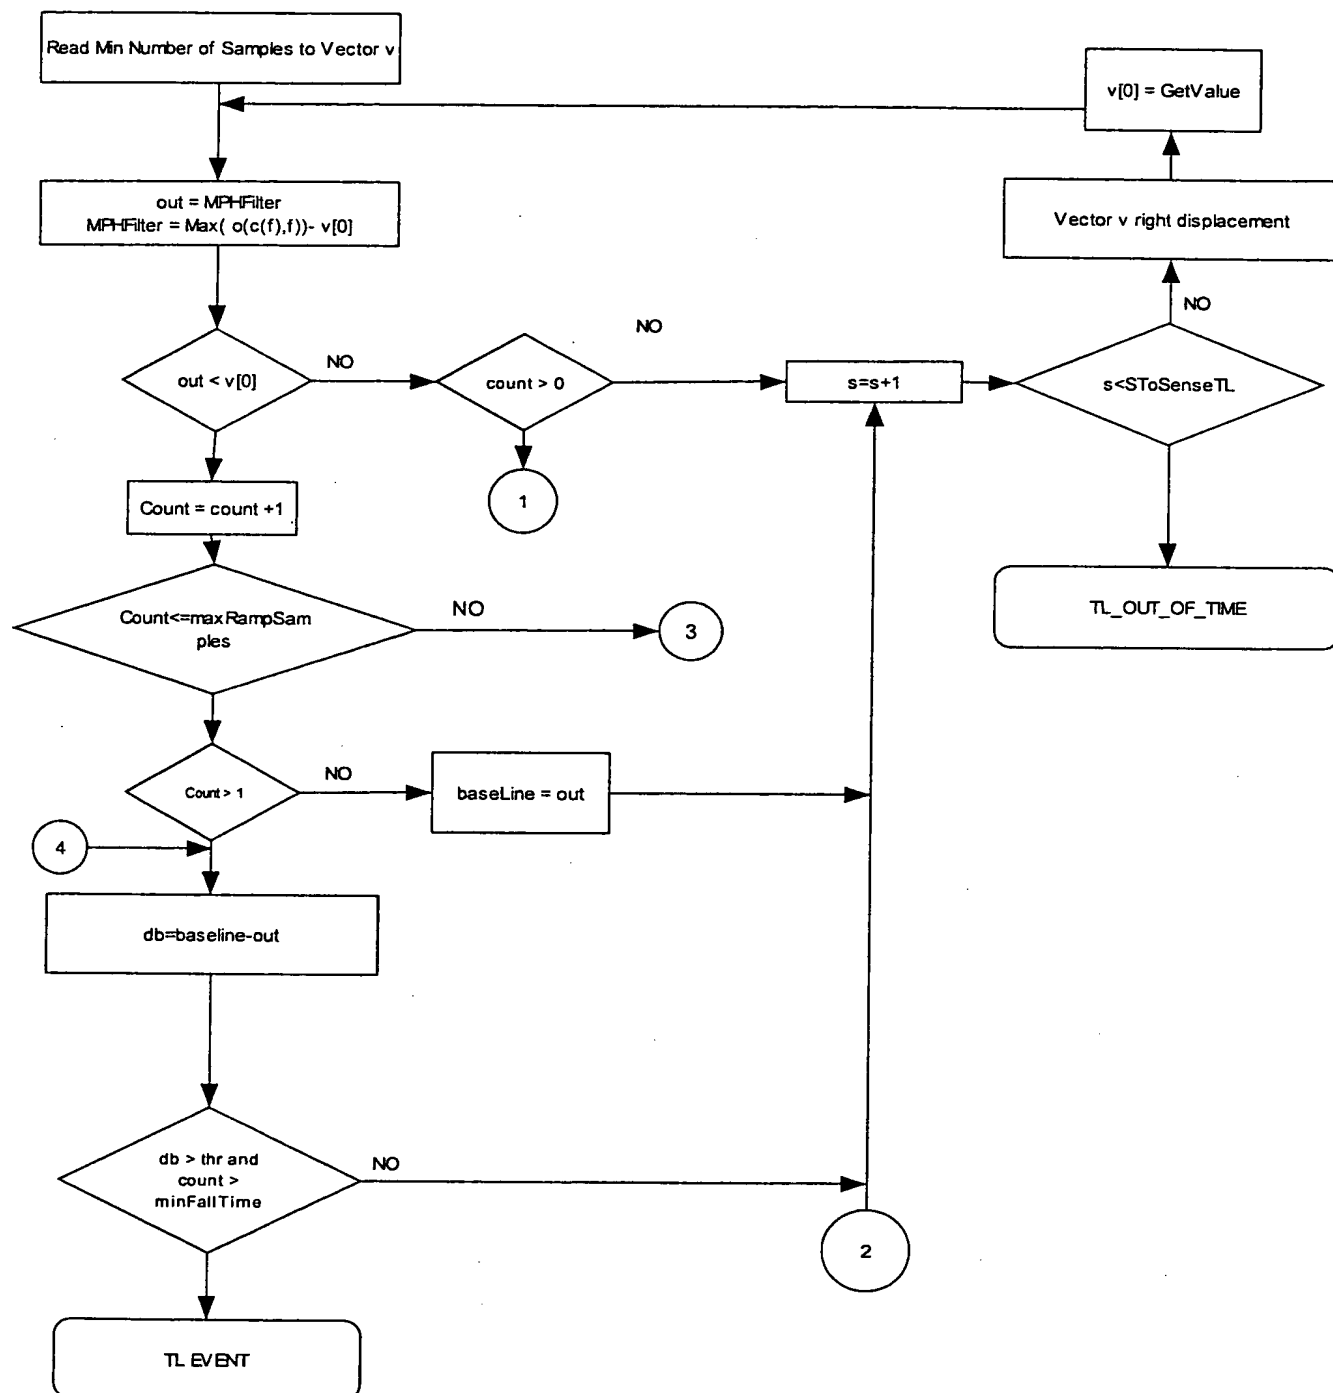 Read Min Number of Samples to Vector v
v[0] = GetValue
out = MPHFilter
MPHFilter = Max( o(c(f),f))- v[0]
Vector v right displacement
NO
NO
out < v[0]
NO
count > 0
s=s+1
s<SToSenseTL
Count = count +1
1
Count<=maxRampSam
ples
NO
3
TL_OUT_OF_TIME
Count > 1
NO
baseLine = out
4
db=baseline-out
db > thr and
count >
minFallTime
NO
2
TL EVENT